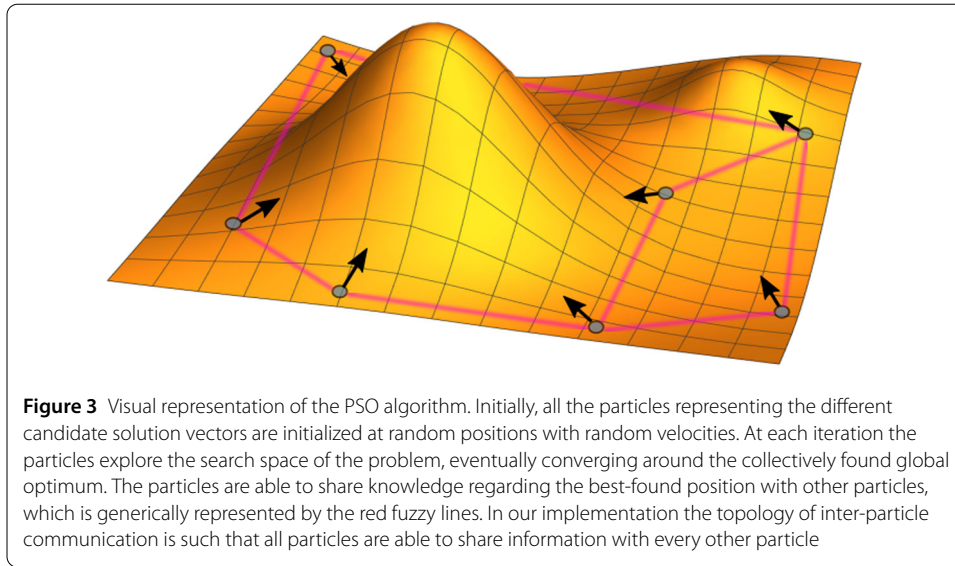 Figure 3 Visual representation of the PSO algorithm. Initially, all the particles representing the different
candidate solution vectors are initialized at random positions with random velocities. At each iteration the
particles explore the search space of the problem, eventually converging around the collectively found global
optimum. The particles are able to share knowledge regarding the best-found position with other particles,
which is generically represented by the red fuzzy lines. In our implementation the topology of inter-particle
communication is such that all particles are able to share information with every other particle